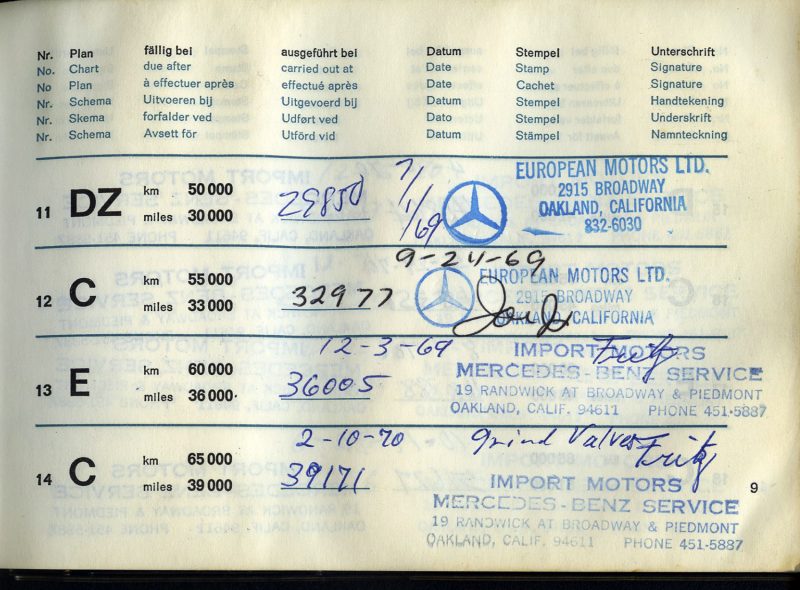 Nr. Plan fällig bei ausgeführt bei Datum Stempel Unterschrift
No. Chart due after carried out at Date Stamp Signature
No Plan à effectuer après effectué après Date Cachet Signature
Nr. Schema Uitvoeren bij Uitgevoerd bij Datum Stempel Handtekening
Nr. Skema forfalder ved Udført ved Dato Stempel Underskrift
Nr. Schema Avsett för Utförd vid Datum Stämpel Namnteckning
11 DZ km 50 000
miles 30 000
29850 7/1/69
EUROPEAN MOTORS LTD.
2915 BROADWAY
OAKLAND, CALIFORNIA
832-6030
9-24-69
12 C km 55 000
miles 33 000
32977
EUROPEAN MOTORS LTD.
2915 BROADWAY
OAKLAND, CALIFORNIA
12-3-69
13 E km 60 000
miles 36 000
36005
Fritz
IMPORT MOTORS
MERCEDES-BENZ SERVICE
19 RANDWICK AT BROADWAY & PIEDMONT
OAKLAND, CALIF. 94611 PHONE 451-5887
2-10-70 Grind Valves Fritz
14 C km 65 000
miles 39 000
39171
IMPORT MOTORS
MERCEDES-BENZ SERVICE
19 RANDWICK AT BROADWAY & PIEDMONT
OAKLAND, CALIF. 94611 PHONE 451-5887
9